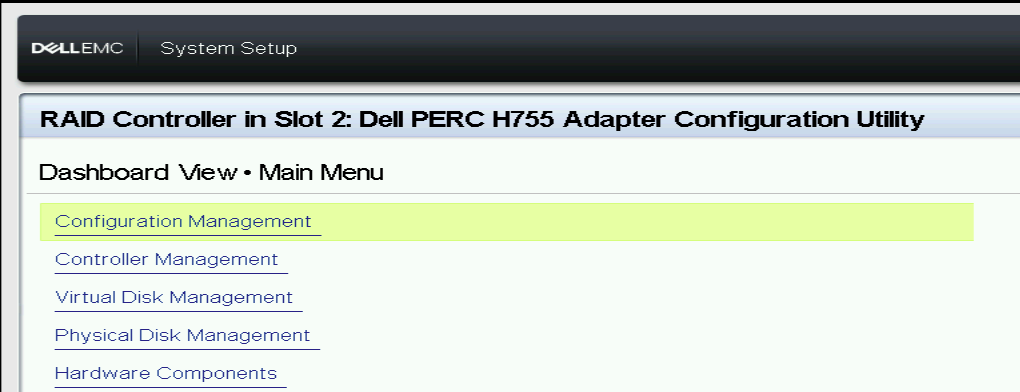 DELLEMC System Setup
RAID Controller in Slot 2: Dell PERC H755 Adapter Configuration Utility
Dashboard View • Main Menu
Configuration Management
Controller Management
Virtual Disk Management
Physical Disk Management
Hardware Components